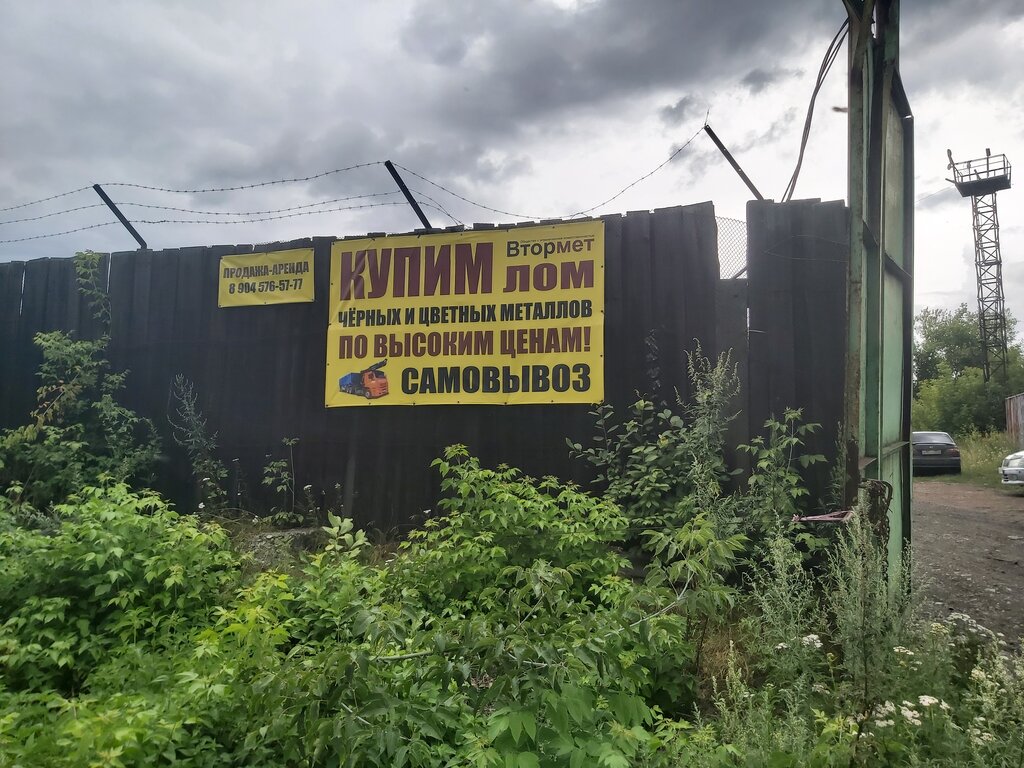 ПРОДАЖА-АРЕНДА
8 904 576-57-77
КУПИМ Втормет
ЛОМ
ЧЁРНЫХ И ЦВЕТНЫХ МЕТАЛЛОВ
ПО ВЫСОКИМ ЦЕНАМ!
САМОВЫВОЗ